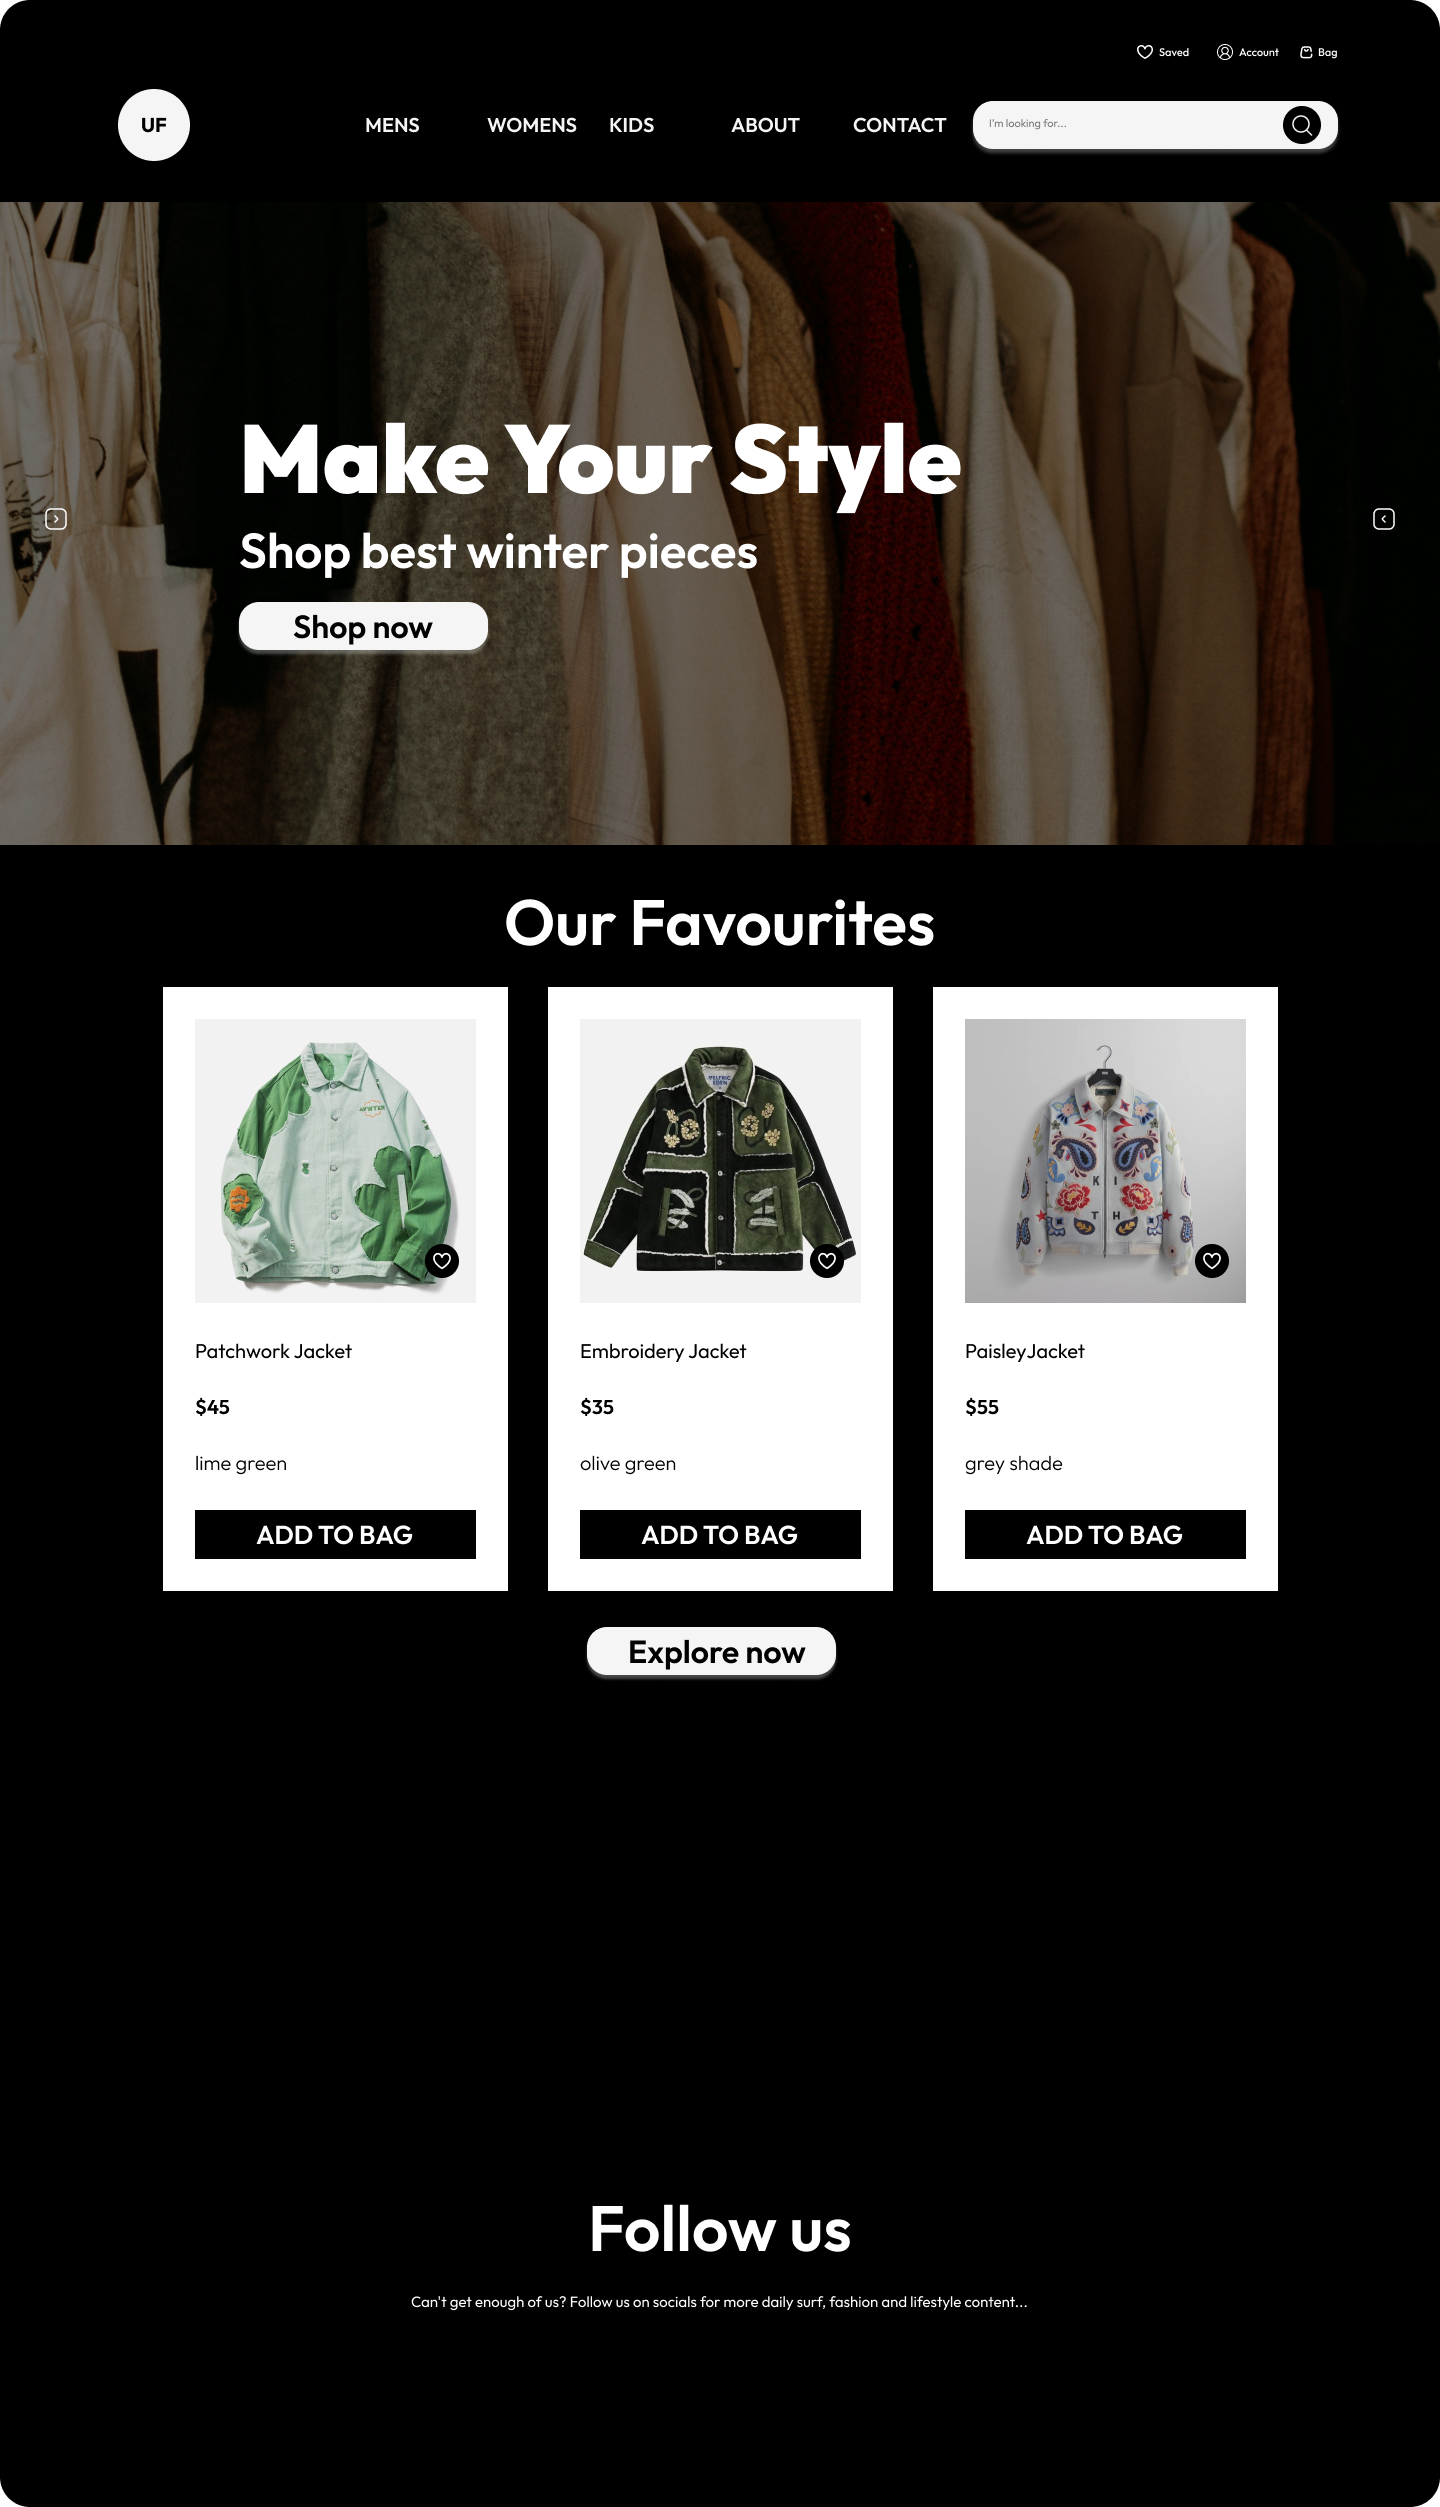 Saved
Account
Bag
UF
MENS
WOMENS
KIDS
ABOUT
CONTACT
I'm looking for...
Make Your Style
Shop best winter pieces
Shop now
Our Favourites
K I
T H
Patchwork Jacket
Embroidery Jacket
PaisleyJacket
$45
$35
$55
lime green
olive green
grey shade
ADD TO BAG
ADD TO BAG
ADD TO BAG
Explore now
Follow us
Can't get enough of us? Follow us on socials for more daily surf, fashion and lifestyle content...